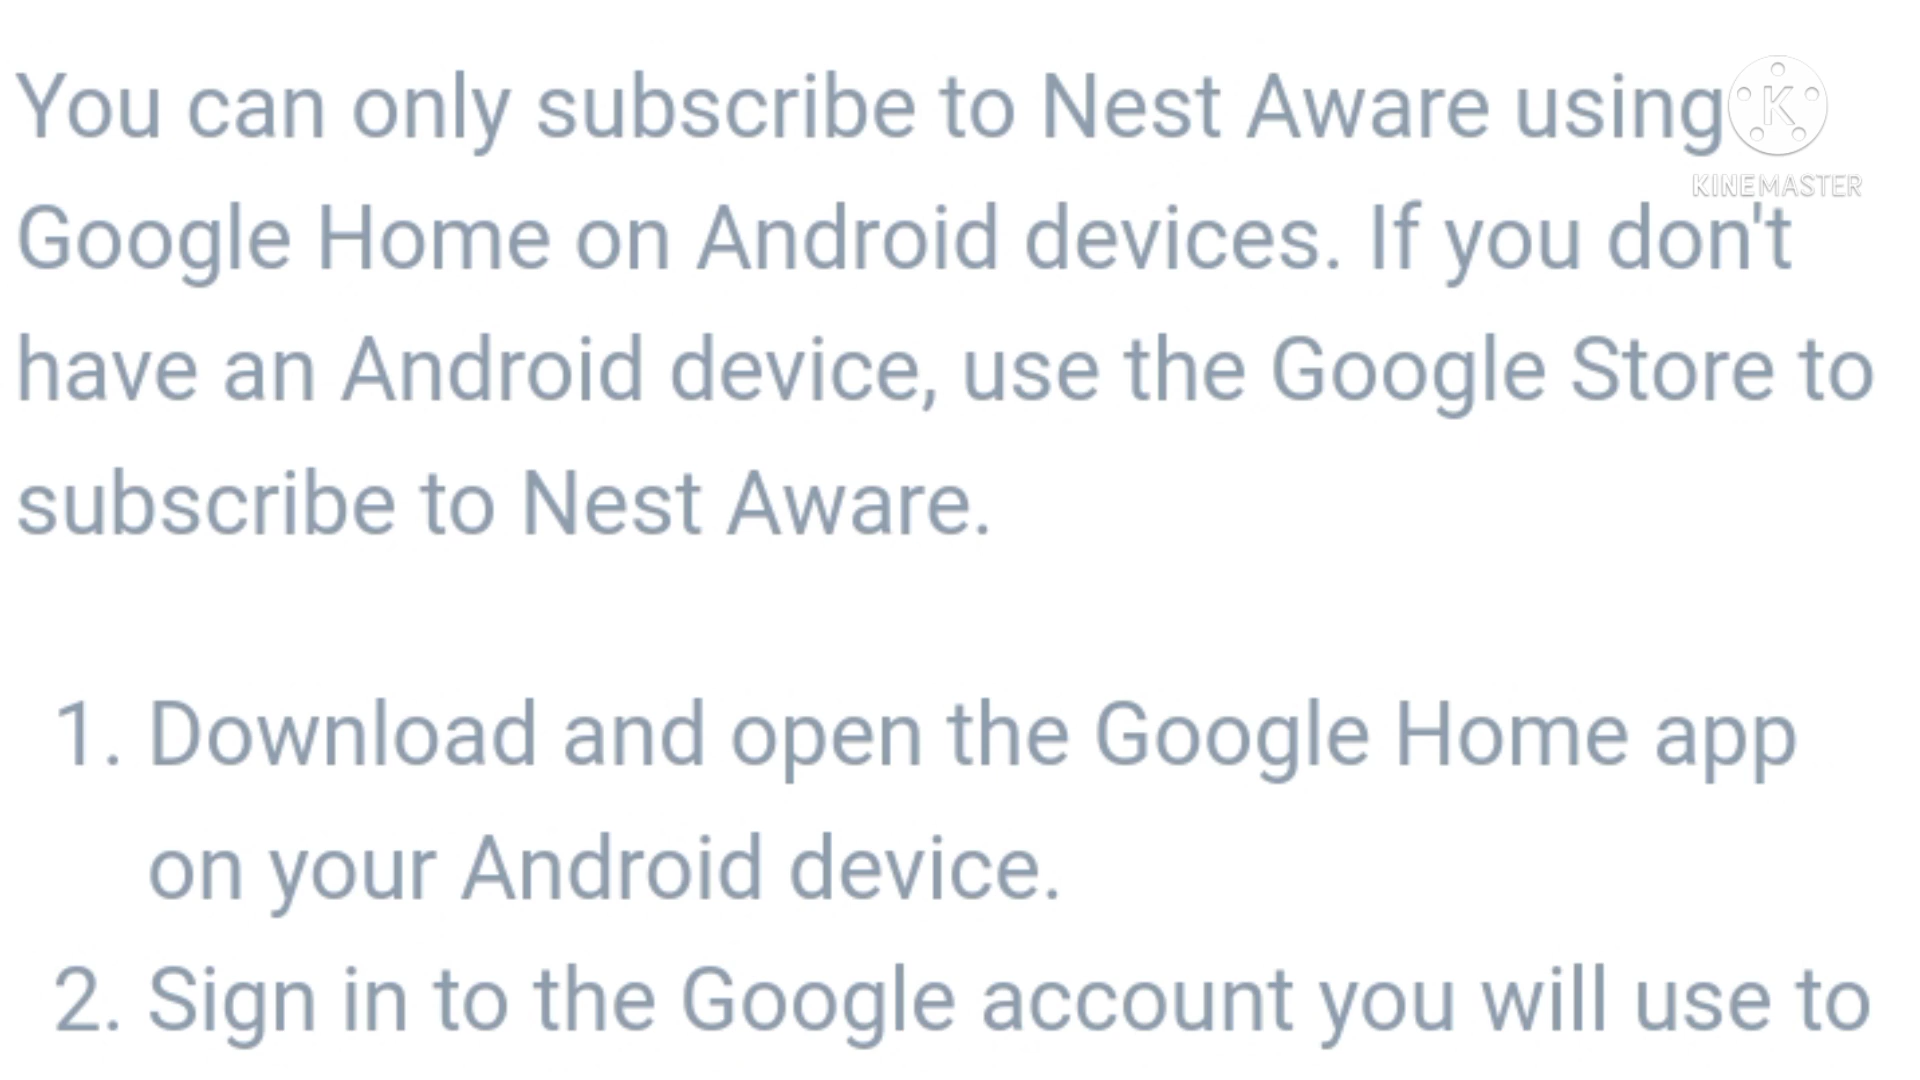 You can only subscribe to Nest Aware using
K
KINEMASTER
Google Home on Android devices. If you don't
have an Android device, use the Google Store to
subscribe to Nest Aware.
1. Download and open the Google Home app
on your Android device.
2. Sign in to the Google account you will use to